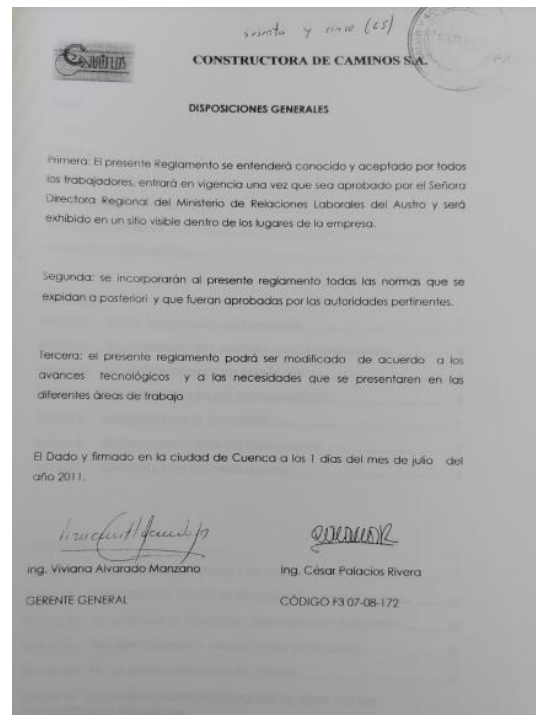 sesenta y cinco (65)
CONSTRUCTORA DE CAMINOS S.A.
DISPOSICIONES GENERALES
Primera: El presente Reglamento se entenderá conocido y aceptado por todos
los trabajadores, entrará en vigencia una vez que sea aprobado por el Señora
Directora Regional del Ministerio de Relaciones Laborales del Austro y será
exhibido en un sitio visible dentro de los lugares de la empresa.
Segunda: se incorporarán al presente reglamento todas las normas que se
expidan a posteriori y que fueran aprobadas por las autoridades pertinentes.
Tercera: el presente reglamento podrá ser modificado de acuerdo a los
avances tecnológicos y a las necesidades que se presentaren en las
diferentes áreas de trabajo
El Dado y firmado en la ciudad de Cuenca a los 1 días del mes de julio del
año 2011.
Ing. Viviana Alvarado Manzano
Ing. César Palacios Rivera
GERENTE GENERAL
CÓDIGO F3 07-08-172